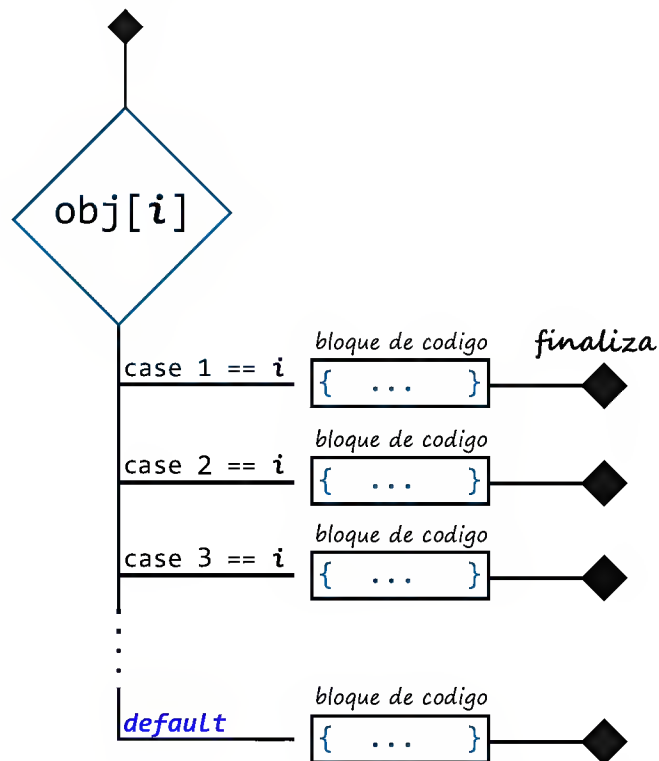 obj[i]
bloque de codigo
finaliza
case 1 == i
{ ... }
bloque de codigo
case 2 == i
{ ... }
bloque de codigo
case 3 == i
{ ... }
bloque de codigo
default
{ ... }